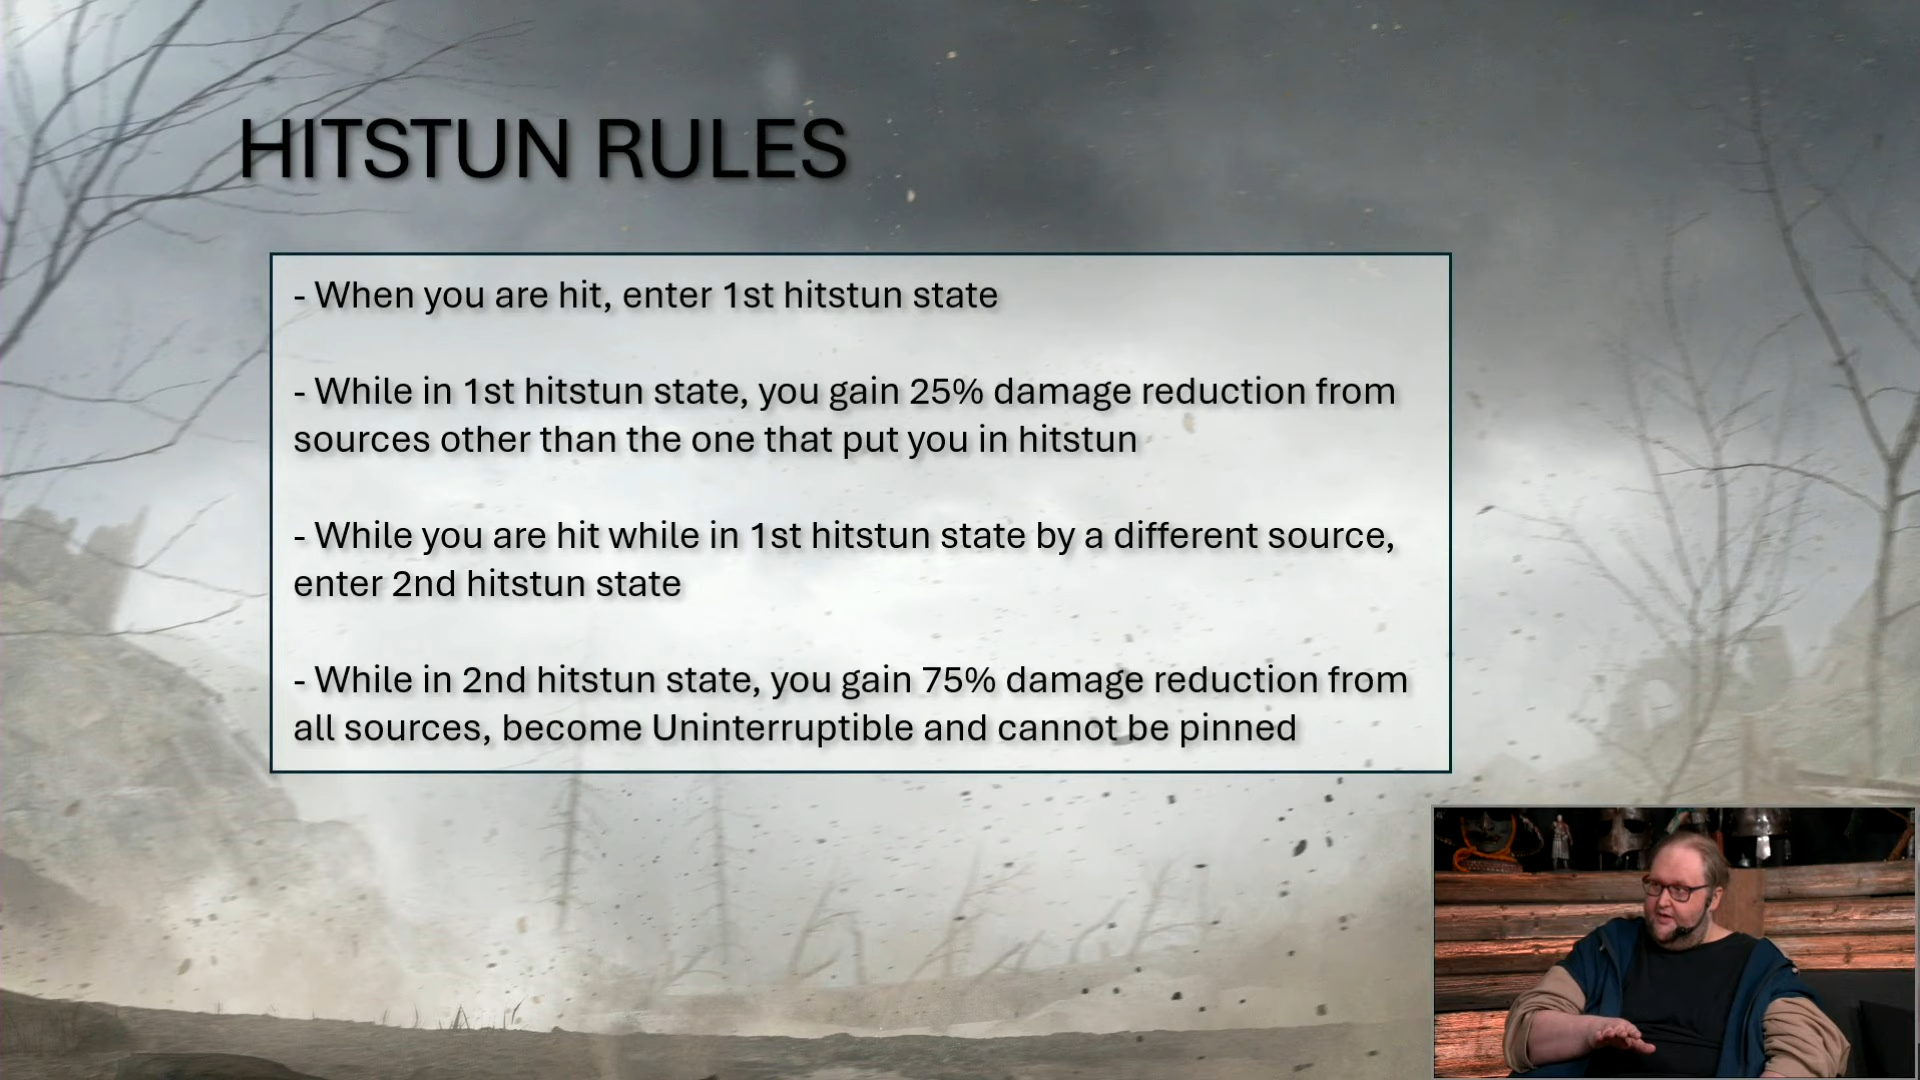 HITSTUN RULES
- When you are hit, enter 1st hitstun state
- While in 1st hitstun state, you gain 25% damage reduction from
sources other than the one that put you in hitstun
- While you are hit while in 1st hitstun state by a different source,
enter 2nd hitstun state
- While in 2nd hitstun state, you gain 75% damage reduction from
all sources, become Uninterruptible and cannot be pinned